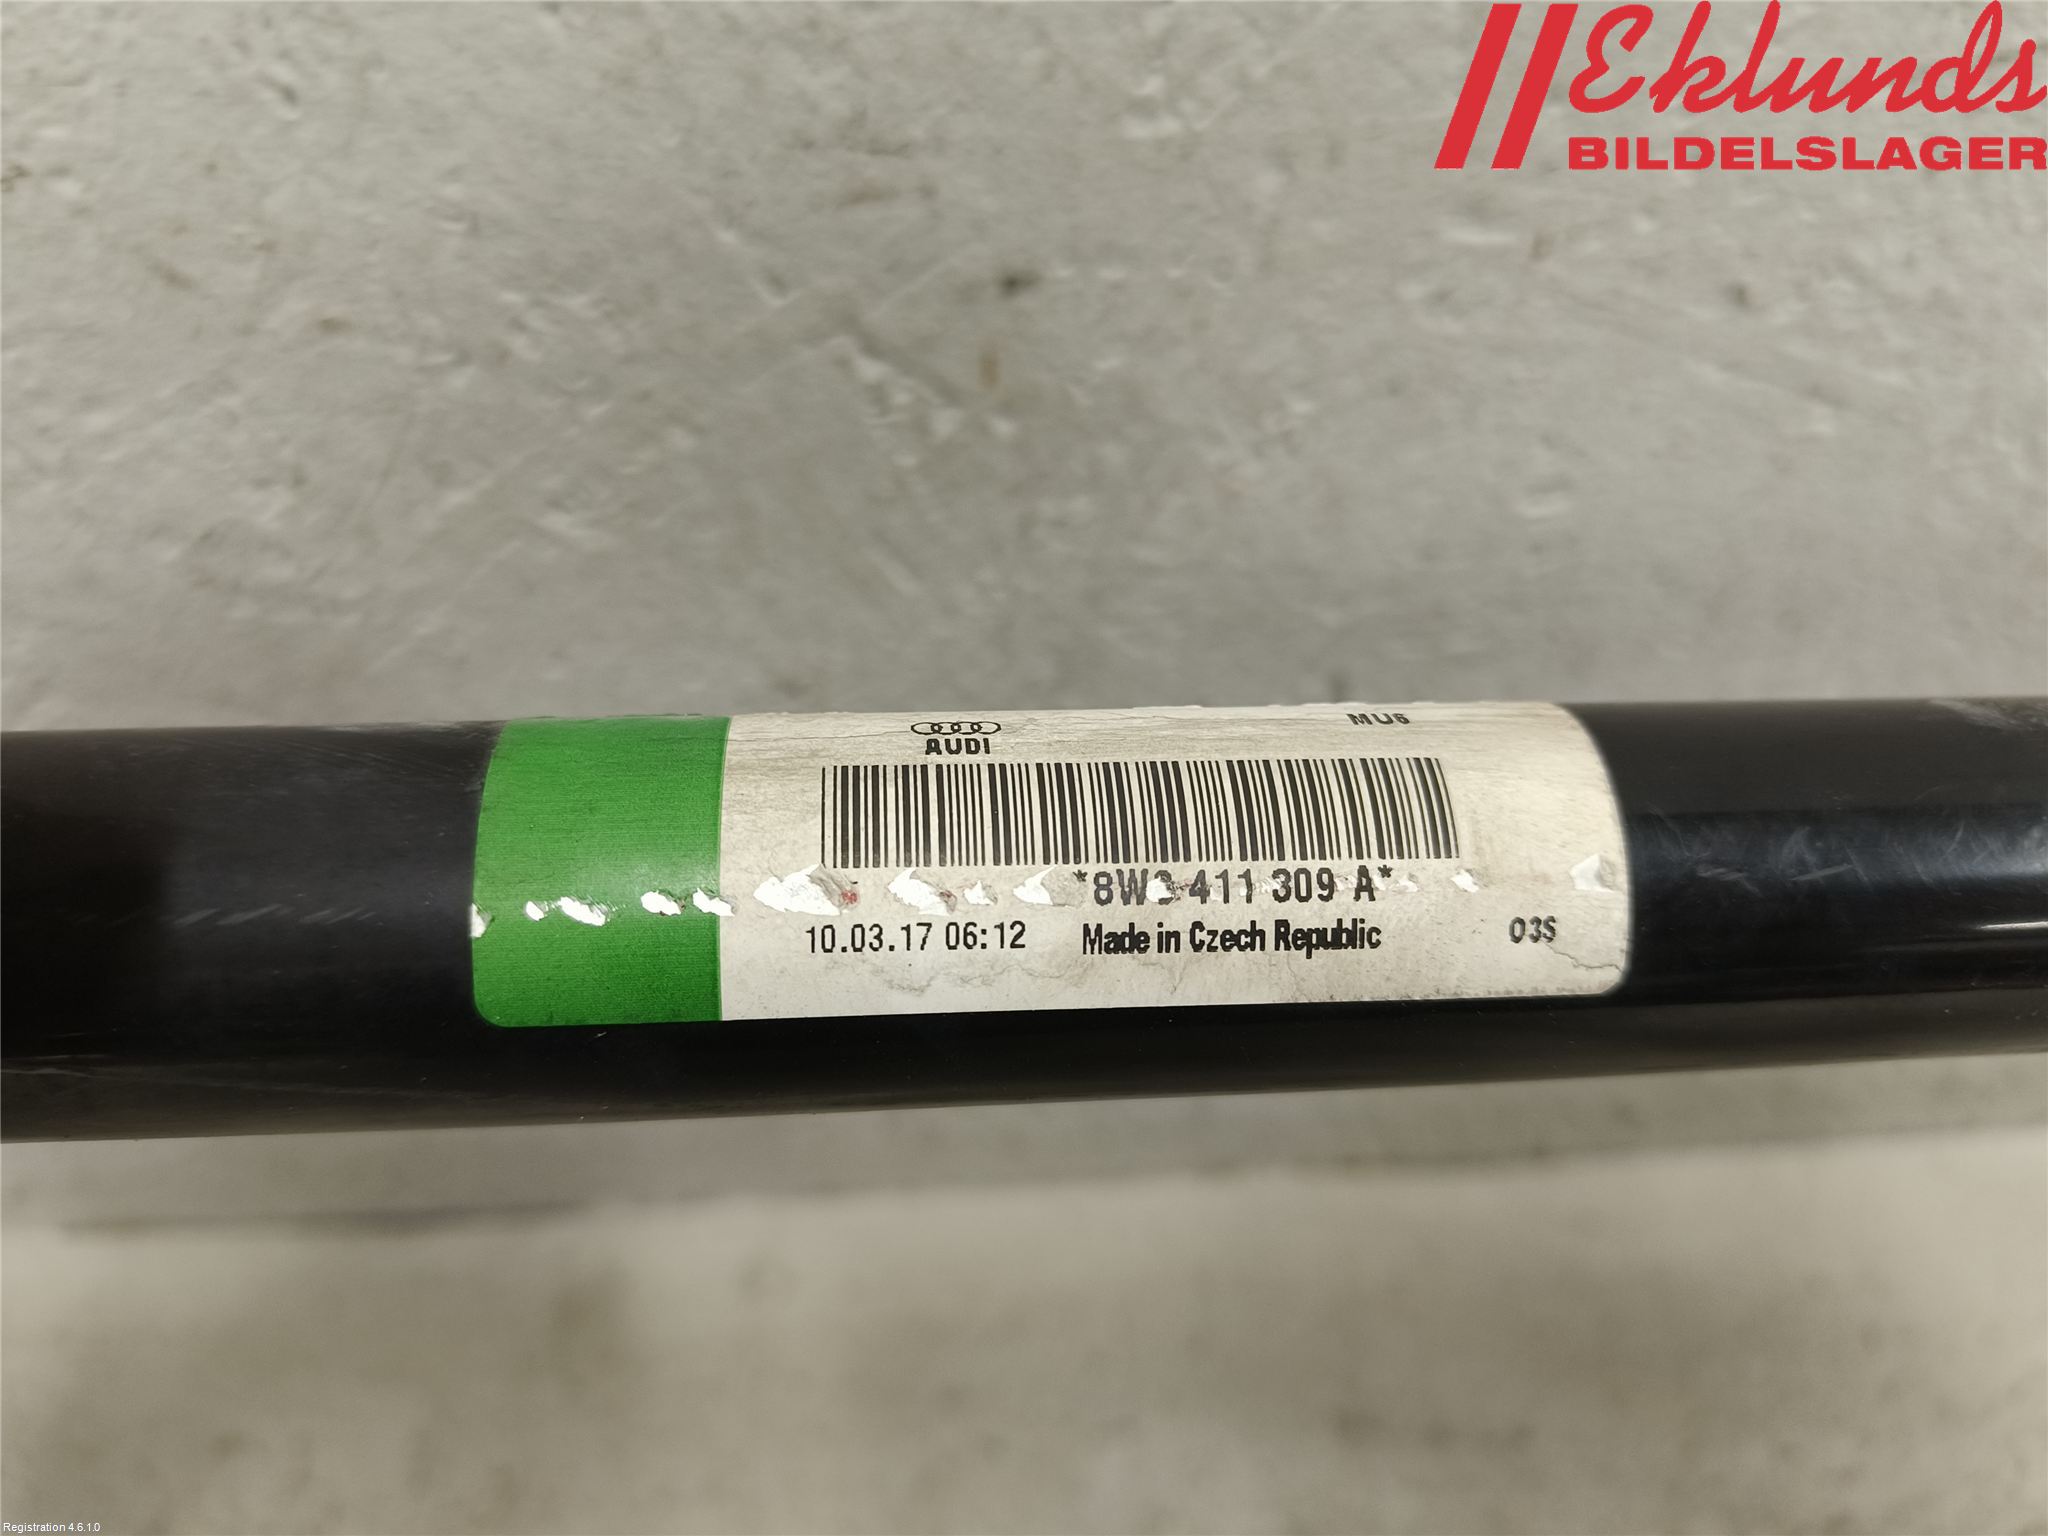 Eklunds
BILDELSLAGER
AUDI
MU6
*8W3 411 309 A*
10.03.17 06:12 Made in Czech Republic 03S
Registration 4.6.1.0